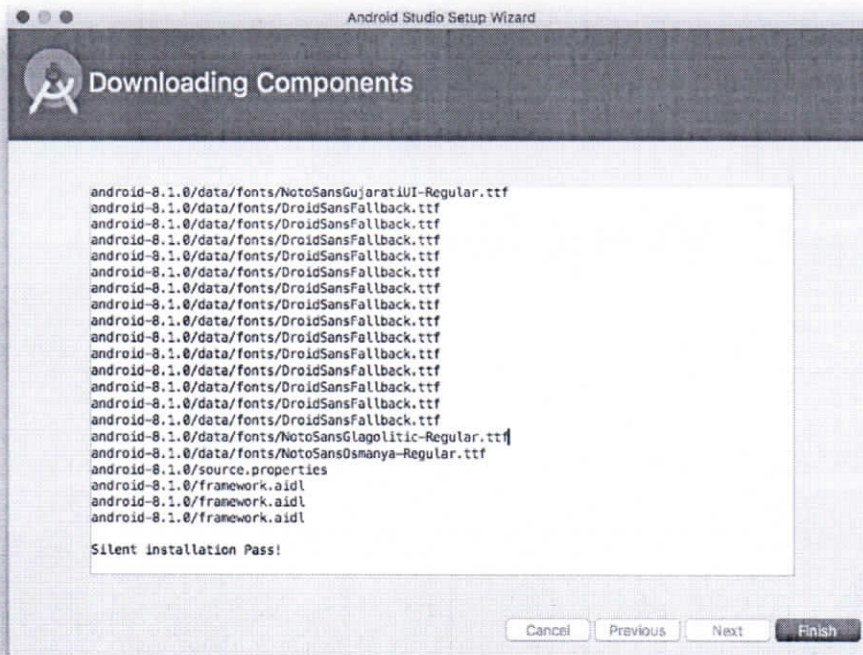 Android Studio Setup Wizard
Downloading Components
android-8.1.0/data/fonts/NotoSansGujaratiUI-Regular.ttf
android-8.1.0/data/fonts/DroidSansFallback.ttf
android-8.1.0/data/fonts/DroidSansFallback.ttf
android-8.1.0/data/fonts/DroidSansFallback.ttf
android-8.1.0/data/fonts/DroidSansFallback.ttf
android-8.1.0/data/fonts/DroidSansFallback.ttf
android-8.1.0/data/fonts/DroidSansFallback.ttf
android-8.1.0/data/fonts/DroidSansFallback.ttf
android-8.1.0/data/fonts/DroidSansFallback.ttf
android-8.1.0/data/fonts/DroidSansFallback.ttf
android-8.1.0/data/fonts/DroidSansFallback.ttf
android-8.1.0/data/fonts/DroidSansFallback.ttf
android-8.1.0/data/fonts/DroidSansFallback.ttf
android-8.1.0/data/fonts/DroidSansFallback.ttf
android-8.1.0/data/fonts/DroidSansFallback.ttf
android-8.1.0/data/fonts/NotoSansGlagolitic-Regular.ttf
android-8.1.0/data/fonts/NotoSansOsmanya-Regular.ttf
android-8.1.0/source.properties
android-8.1.0/framework.aidl
android-8.1.0/framework.aidl
android-8.1.0/framework.aidl
Silent installation Pass!
Cancel Previous Next Finish